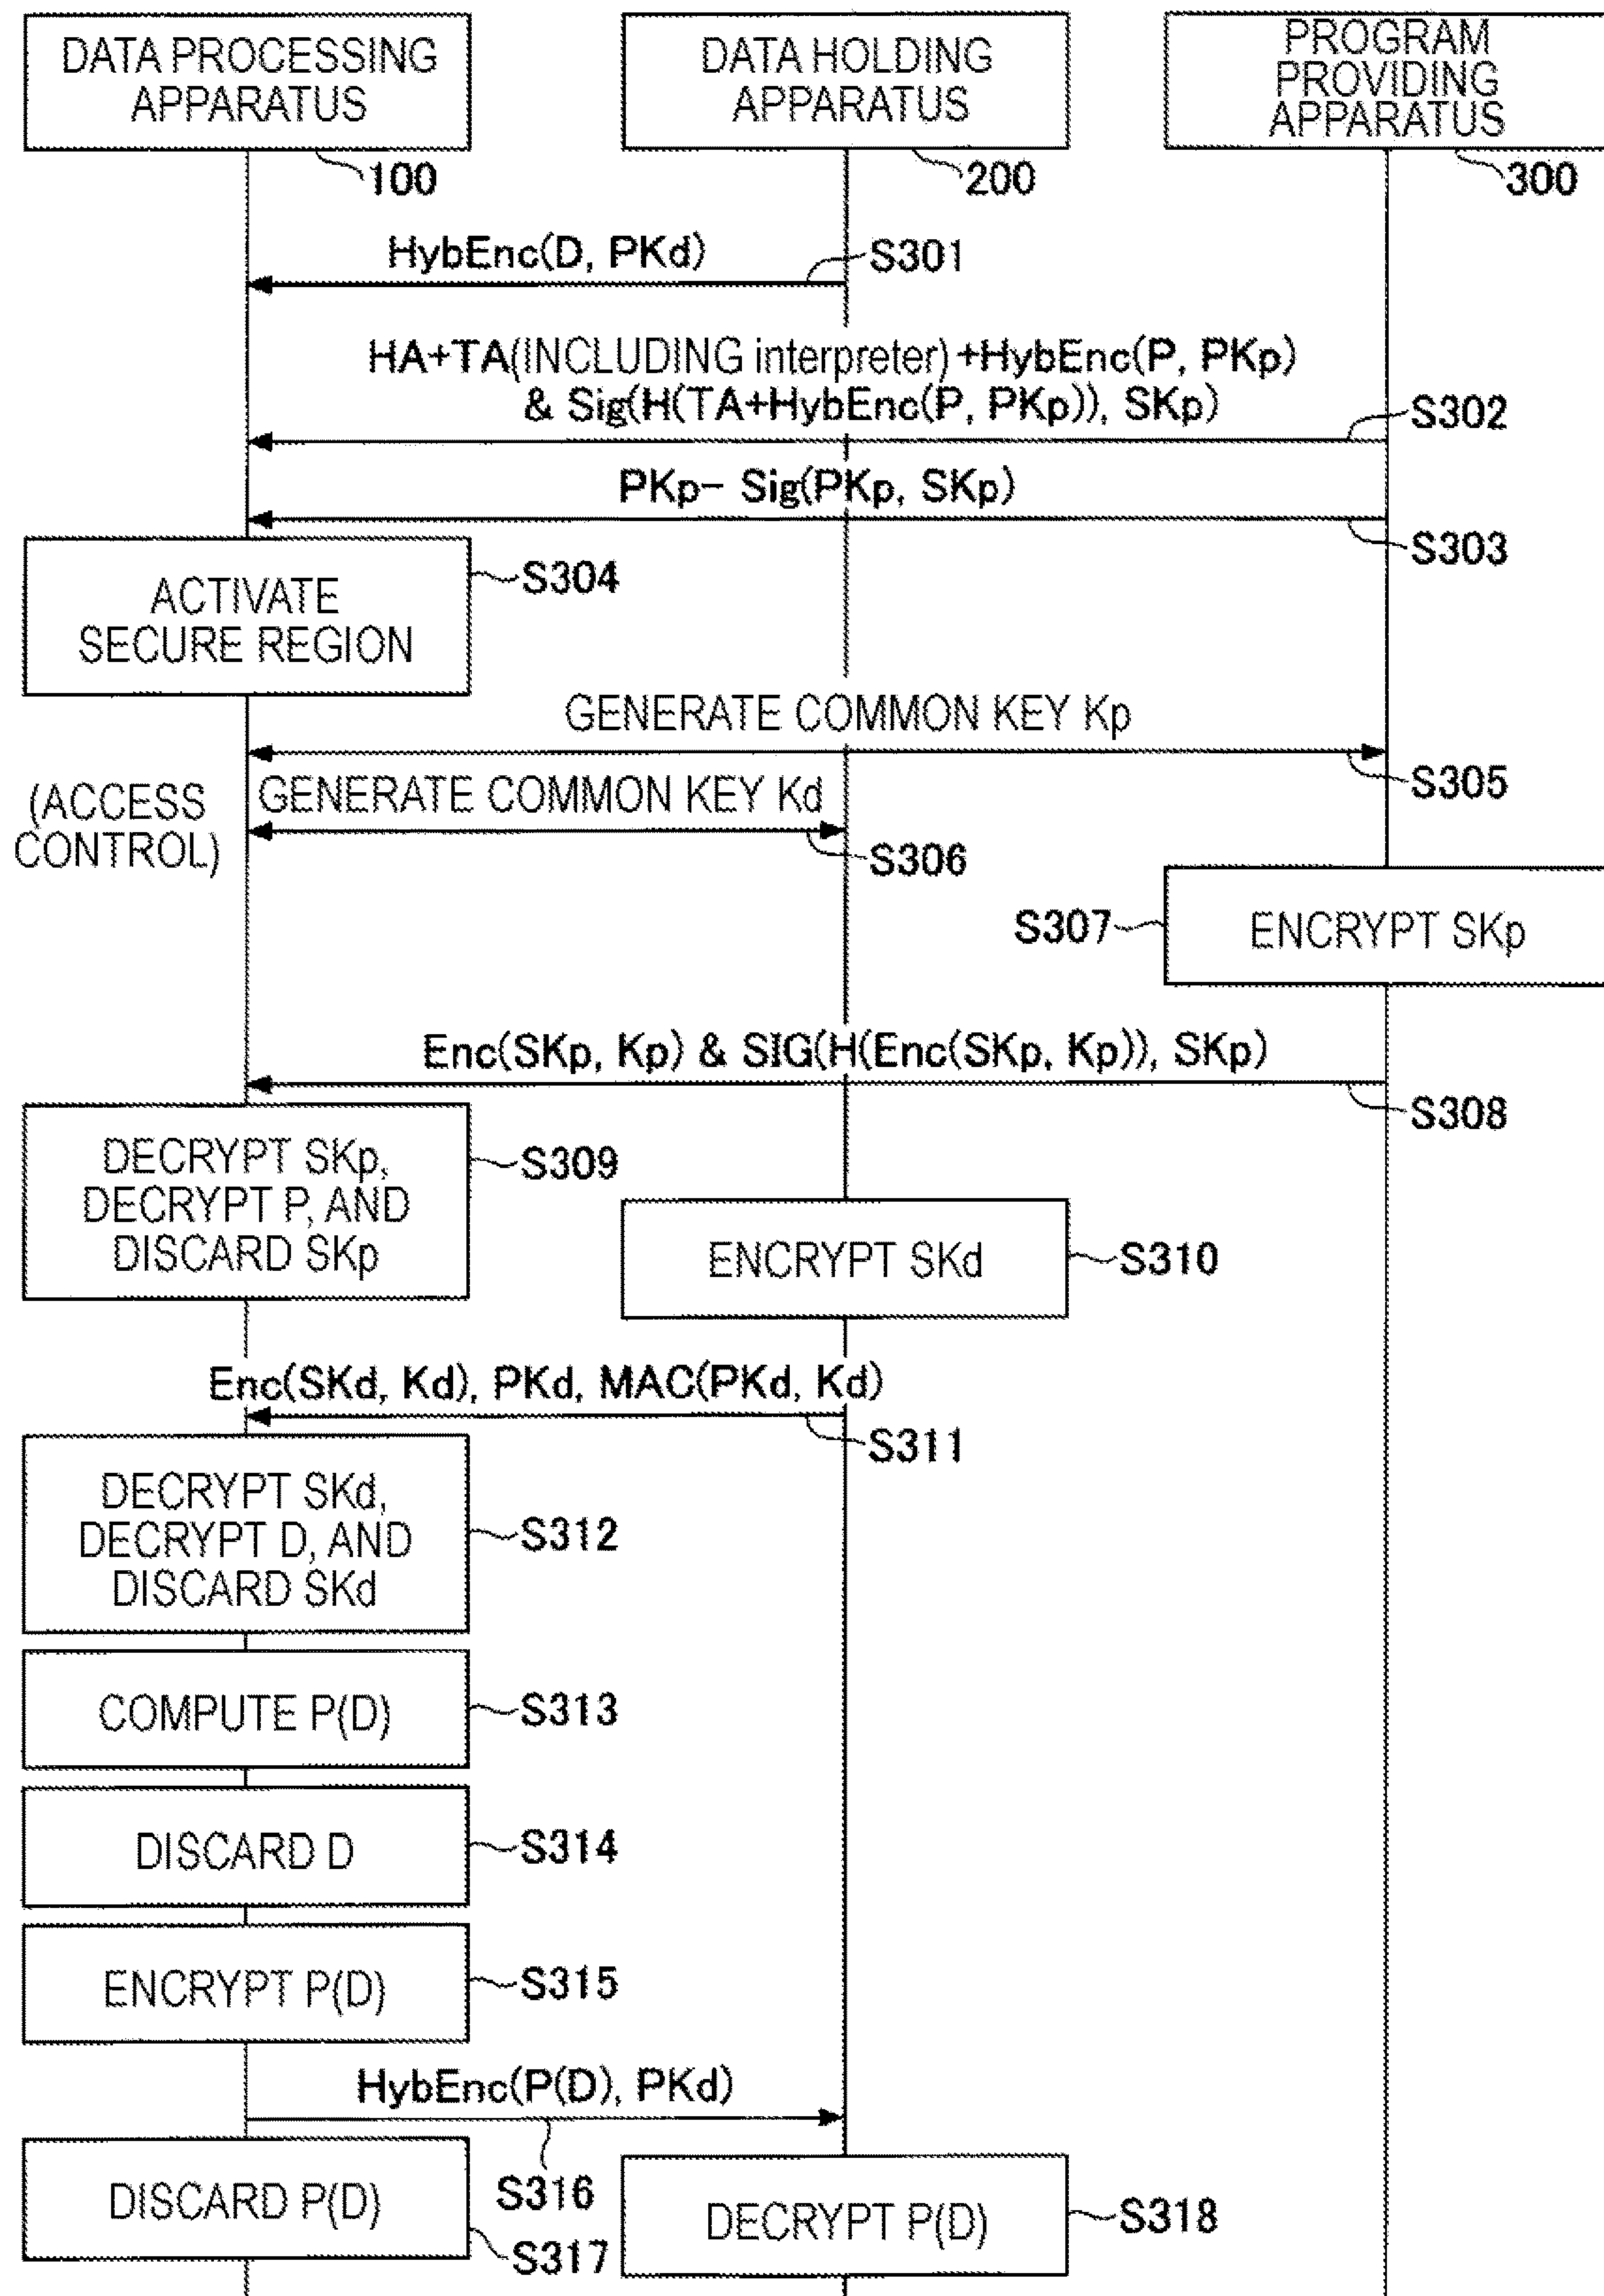 DATA PROCESSING
APPARATUS
DATA HOLDING
APPARATUS
PROGRAM
PROVIDING
APPARATUS
100
200
300
HybEnc(D, PKd)
S301
HA+TA(INCLUDING interpreter) +HybEnc(P, PKp)
& Sig(H(TA+HybEnc(P, PKp)), SKp)
S302
PKp- Sig(PKp, SKp)
S303
ACTIVATE
SECURE REGION
S304
GENERATE COMMON KEY Kp
S305
(ACCESS
CONTROL)
GENERATE COMMON KEY Kd
S306
S307
ENCRYPT SKp
Enc(SKp, Kp) & SIG(H(Enc(SKp, Kp)), SKp)
S308
DECRYPT SKp,
DECRYPT P, AND
DISCARD SKp
S309
ENCRYPT SKd
S310
Enc(SKd, Kd), PKd, MAC(PKd, Kd)
S311
DECRYPT SKd,
DECRYPT D, AND
DISCARD SKd
S312
COMPUTE P(D)
S313
DISCARD D
S314
ENCRYPT P(D)
S315
HybEnc(P(D), PKd)
S316
DISCARD P(D)
S317
DECRYPT P(D)
S318